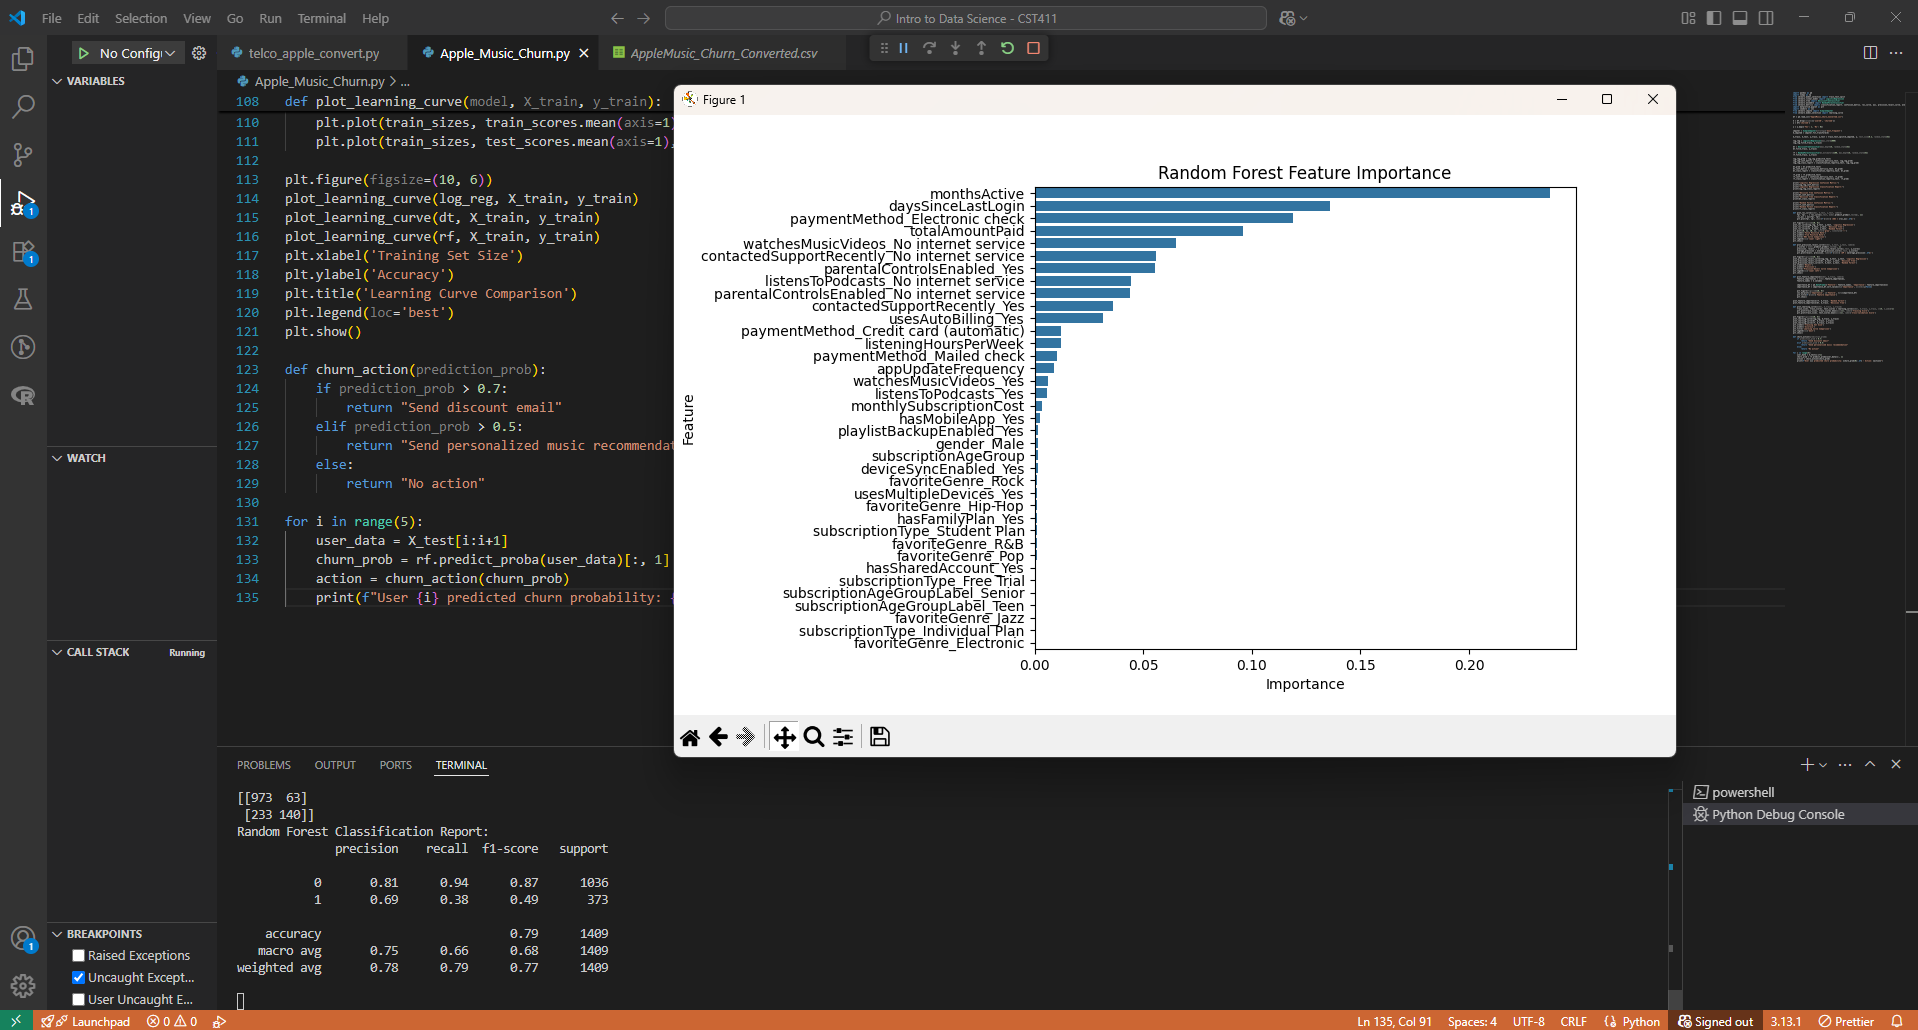 File Edit Selection View Go Run Terminal Help
Intro to Data Science - CST411
No Config
telco_apple_convert.py
Apple_Music_Churn.py
AppleMusic_Churn_Converted.csv
VARIABLES
Apple_Music_Churn.py > ...
108 def plot_learning_curve(model, X_train, y_train):
110 plt.plot(train_sizes, train_scores.mean(axis=1)
111 plt.plot(train_sizes, test_scores.mean(axis=1),
112
113 plt.figure(figsize=(10, 6))
114 plot_learning_curve(log_reg, X_train, y_train)
115 plot_learning_curve(dt, X_train, y_train)
116 plot_learning_curve(rf, X_train, y_train)
117 plt.xlabel('Training Set Size')
118 plt.ylabel('Accuracy')
119 plt.title('Learning Curve Comparison')
120 plt.legend(loc='best')
121 plt.show()
122
123 def churn_action(prediction_prob):
124 if prediction_prob > 0.7:
125 return "Send discount email"
126 elif prediction_prob > 0.5:
127 return "Send personalized music recommendat
128 else:
129 return "No action"
130
131 for i in range(5):
132 user_data = X_test[i:i+1]
133 churn_prob = rf.predict_proba(user_data)[:, 1]
134 action = churn_action(churn_prob)
135 print(f"User {i} predicted churn probability: {
WATCH
CALL STACK Running
BREAKPOINTS
Raised Exceptions
Uncaught Except...
User Uncaught E...
Figure 1
Random Forest Feature Importance
monthsActive
daysSinceLastLogin
paymentMethod_Electronic check
totalAmountPaid
watchesMusicVideos_No internet service
contactedSupportRecently_No internet service
parentalControlsEnabled_Yes
listensToPodcasts_No internet service
parentalControlsEnabled_No internet service
contactedSupportRecently_Yes
usesAutoBilling_Yes
paymentMethod_Credit card (automatic)
listeningHoursPerWeek
paymentMethod_Mailed check
appUpdateFrequency
watchesMusicVideos_Yes
listensToPodcasts_Yes
monthlySubscriptionCost
hasMobileApp_Yes
playlistBackupEnabled_Yes
gender_Male
subscriptionAgeGroup
deviceSyncEnabled_Yes
favoriteGenre_Rock
usesMultipleDevices_Yes
favoriteGenre_Hip-Hop
hasFamilyPlan_Yes
subscriptionType_Student Plan
favoriteGenre_R&B
favoriteGenre_Pop
hasSharedAccount_Yes
subscriptionType_Free Trial
subscriptionAgeGroupLabel_Senior
subscriptionAgeGroupLabel_Teen
favoriteGenre_Jazz
subscriptionType_Individual Plan
favoriteGenre_Electronic
Feature
0.00 0.05 0.10 0.15 0.20
Importance
PROBLEMS OUTPUT PORTS TERMINAL
[[973 63]
[233 140]]
Random Forest Classification Report:
precision recall f1-score support
0 0.81 0.94 0.87 1036
1 0.69 0.38 0.49 373
accuracy 0.79 1409
macro avg 0.75 0.66 0.68 1409
weighted avg 0.78 0.79 0.77 1409
powershell
Python Debug Console
1
1
1
Launchpad 0 0
Ln 135, Col 91 Spaces: 4 UTF-8 CRLF Python Signed out 3.13.1 Prettier